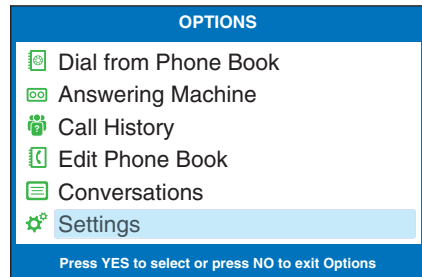 OPTIONS
Dial from Phone Book
Answering Machine
Call History
Edit Phone Book
Conversations
Settings
Press YES to select or press NO to exit Options